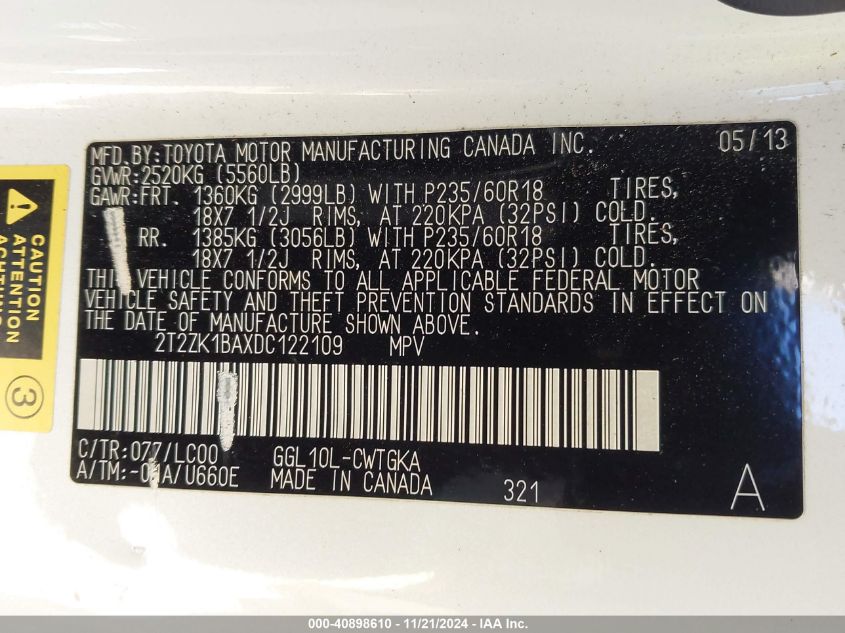 MFD.BY:TOYOTA MOTOR MANUFACTURING CANADA INC. 05/13
GVWR:2520KG (5560LB)
GAWR:FRT. 1360KG (2999LB) WITH P235/60R18 TIRES,
18X7 1/2J RIMS, AT 220KPA (32PSI) COLD.
RR. 1385KG (3056LB) WITH P235/60R18 TIRES,
18X7 1/2J RIMS, AT 220KPA (32PSI) COLD.
THIS VEHICLE CONFORMS TO ALL APPLICABLE FEDERAL MOTOR
VEHICLE SAFETY AND THEFT PREVENTION STANDARDS IN EFFECT ON
THE DATE OF MANUFACTURE SHOWN ABOVE.
2T2ZK1BAXDC122109 MPV
C/TR:077/LC00 GGL10L-CWTGKA
A/TM:-01A/U660E MADE IN CANADA 321 A
CAUTION
ATTENTION
ACHTUNG
3
000-40898610 - 11/21/2024 - IAA Inc.